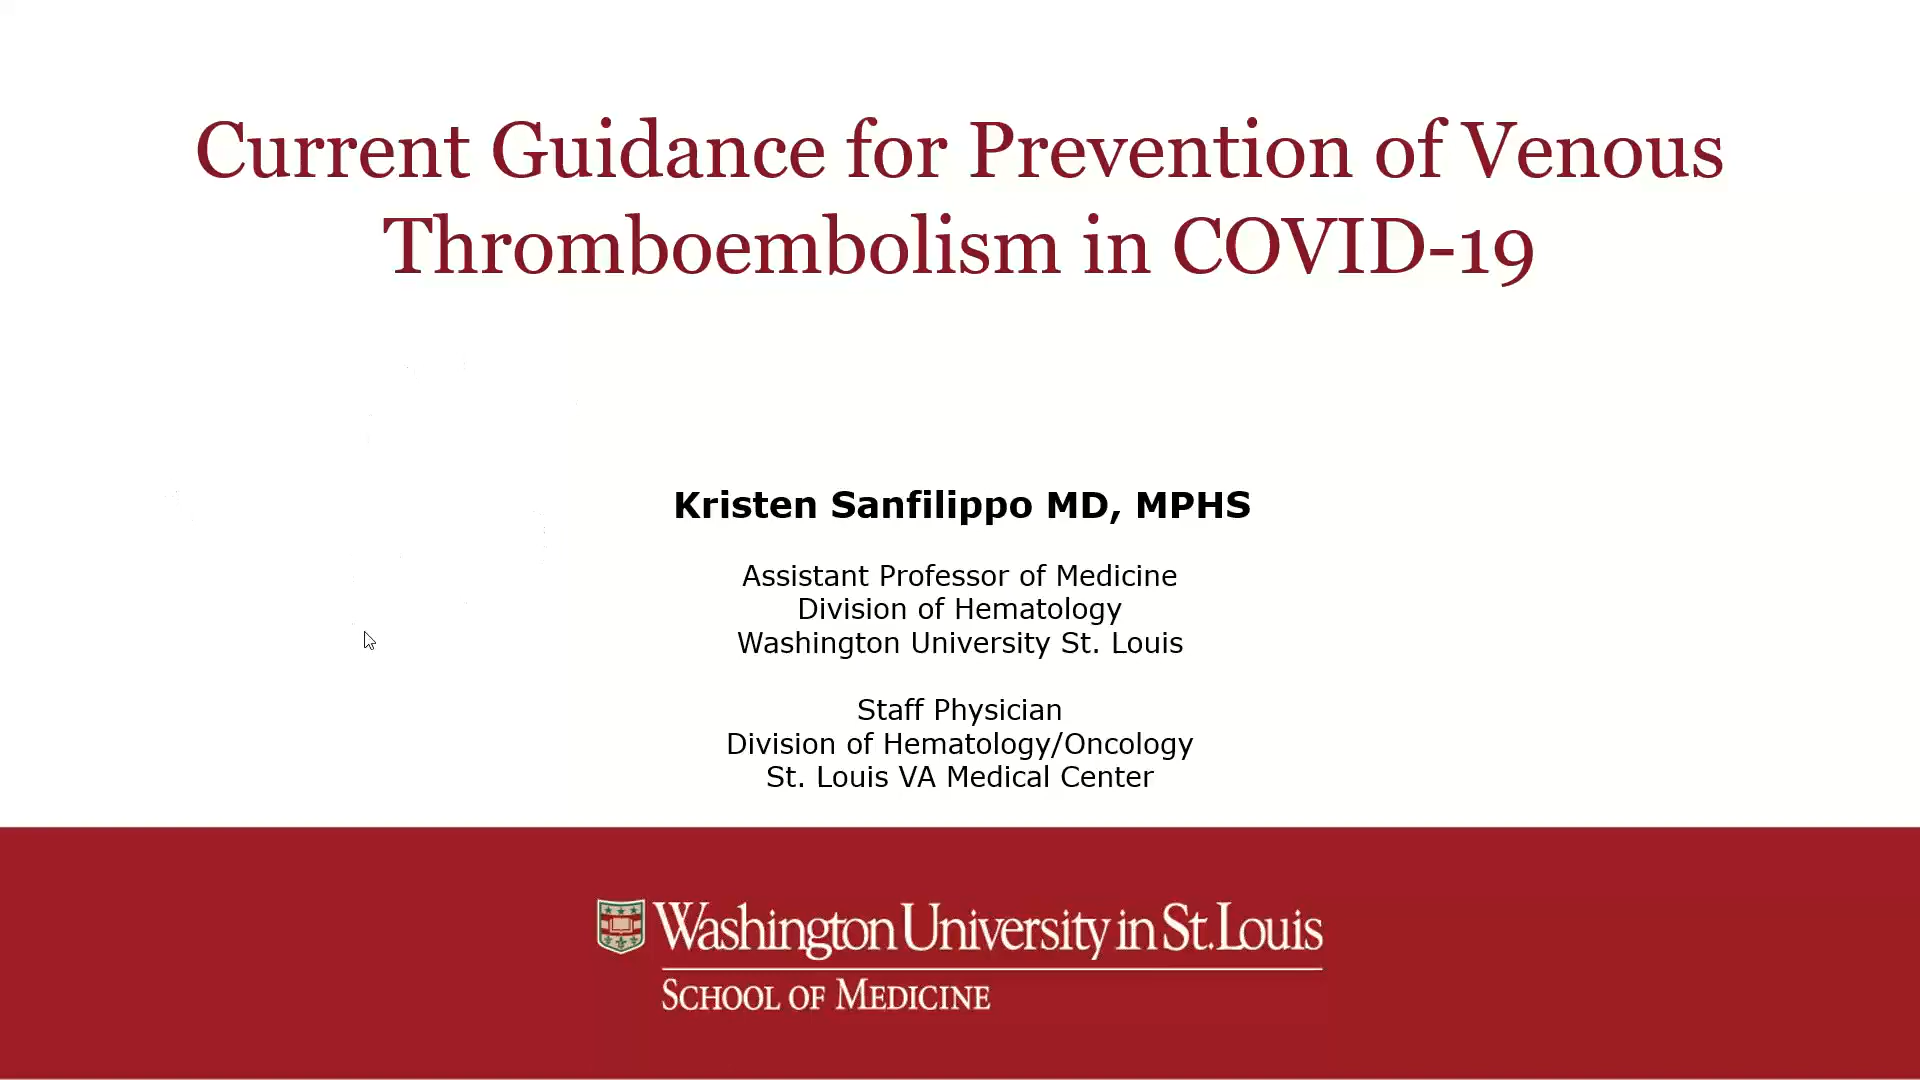 Current Guidance for Prevention of Venous
Thromboembolism in COVID-19
Kristen Sanfilippo MD, MPHS
Assistant Professor of Medicine
Division of Hematology
Washington University St. Louis
Staff Physician
Division of Hematology/Oncology
St. Louis VA Medical Center
Washington University in St. Louis
SCHOOL OF MEDICINE